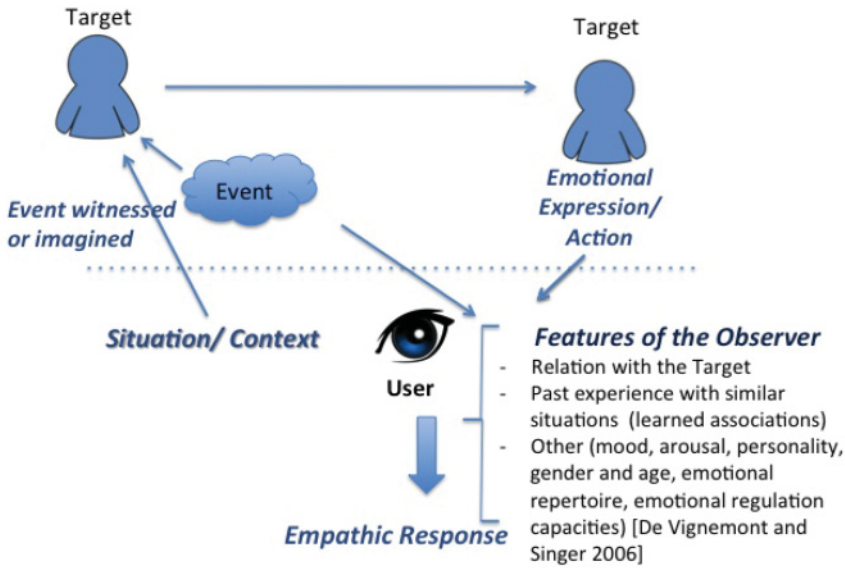 Target
Target
Event
Event witnessed
or imagined
Emotional
Expression/
Action
Situation/ Context
User
Empathic Response
Features of the Observer
- Relation with the Target
- Past experience with similar
situations (learned associations)
- Other (mood, arousal, personality,
gender and age, emotional
repertoire, emotional regulation
capacities) [De Vignemont and
Singer 2006]